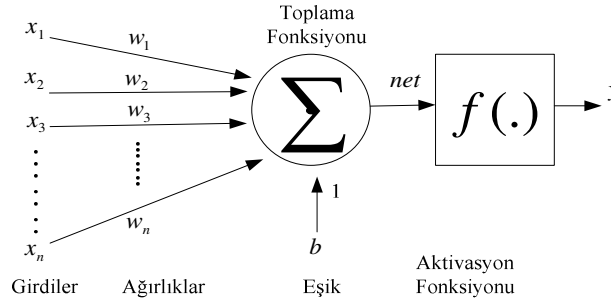 Toplama
Fonksiyonu
x₁
w₁
x₂
w₂
x₃
w₃
∑
net
f (.)
1
wₙ
xₙ
b
Girdiler
Ağırlıklar
Eşik
Aktivasyon
Fonksiyonu